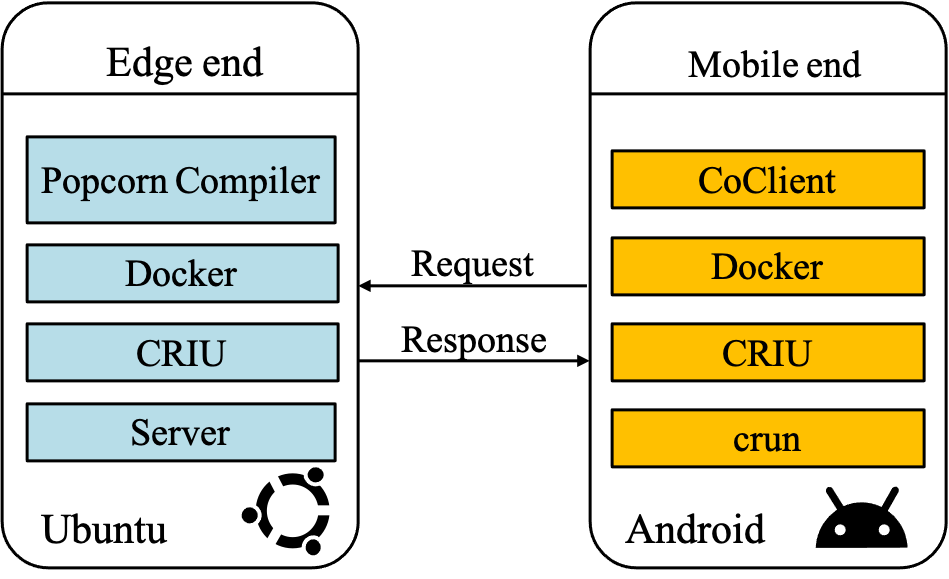 Edge end
Popcorn Compiler
Docker
CRIU
Server
Ubuntu
Request
Response
Mobile end
CoClient
Docker
CRIU
crun
Android